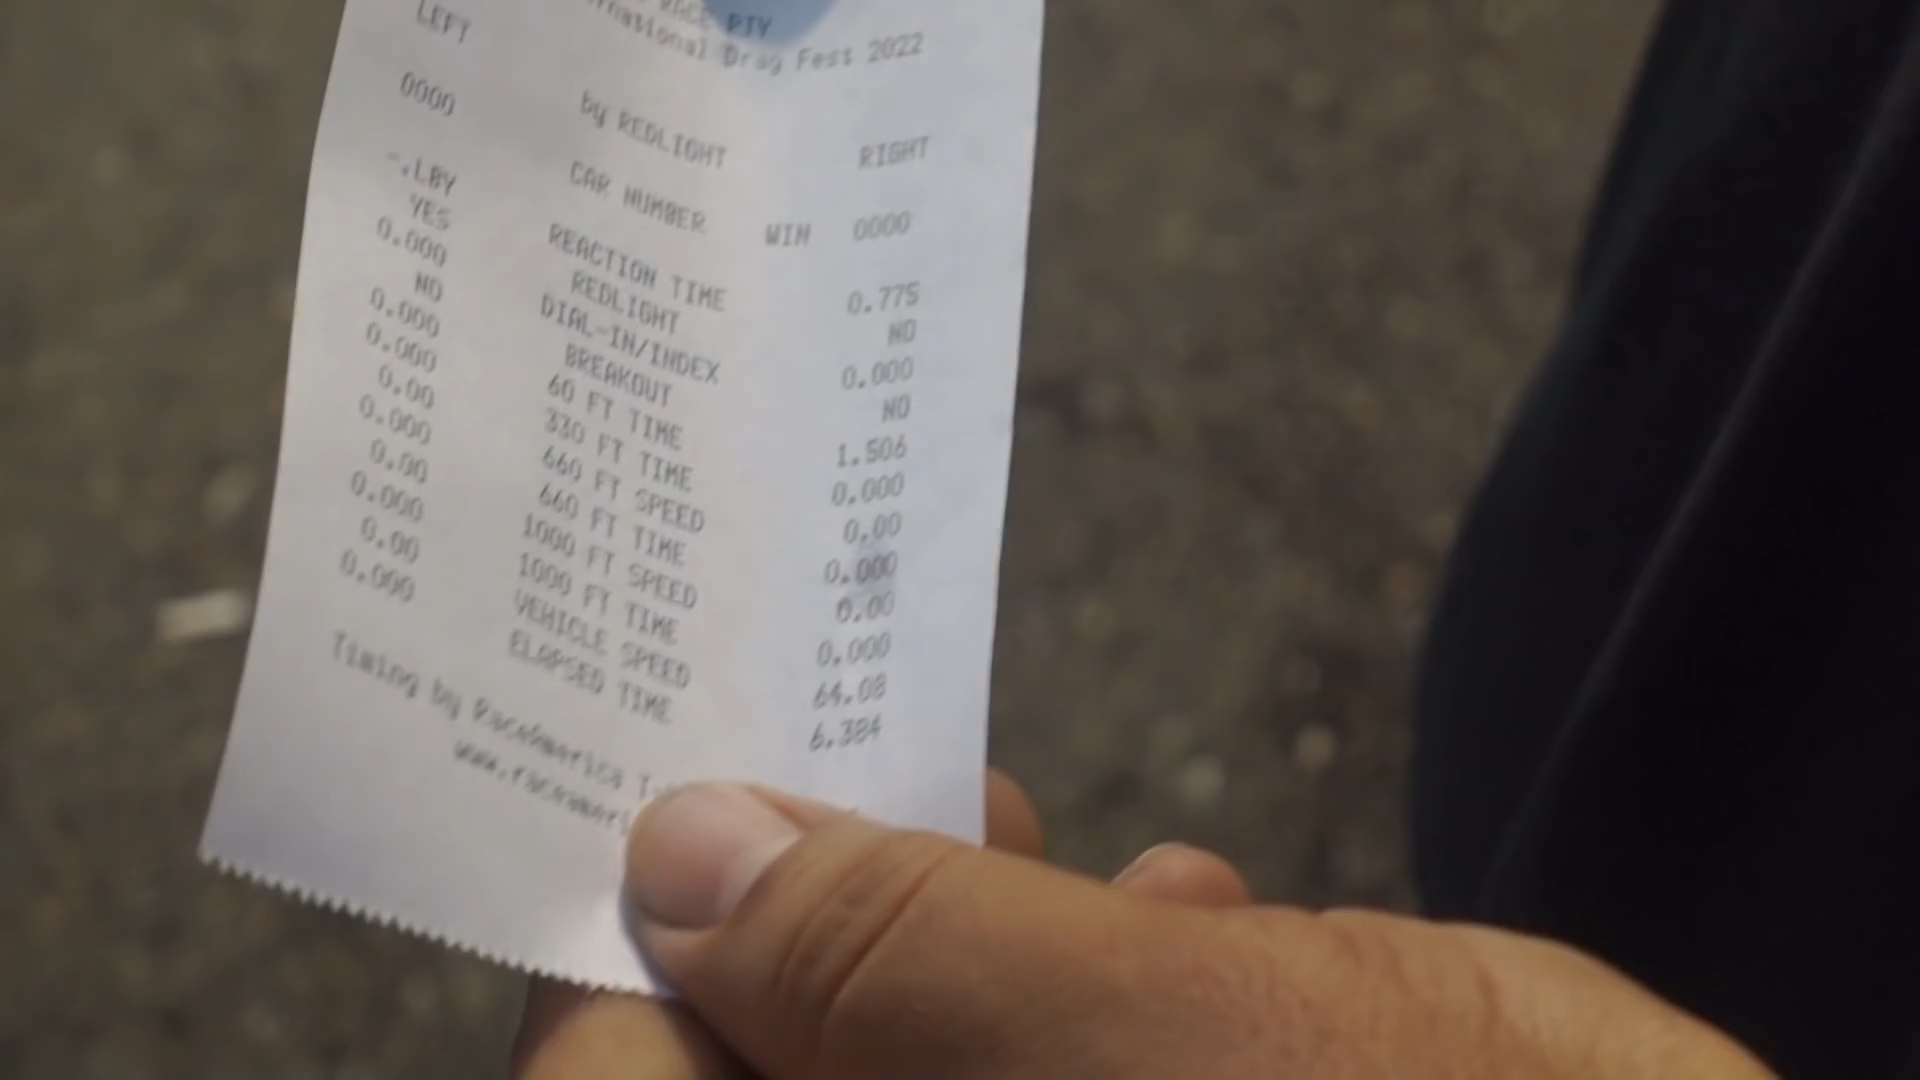 RACE PIY
rnational Drag Fest 2022
LEFT by REDLIGHT RIGHT
0000 CAR NUMBER WIN 0000
-.LBY REACTION TIME 0.775
YES REDLIGHT NO
0.000 DIAL-IN/INDEX 0.000
NO BREAKOUT NO
0.000 60 FT TIME 1.506
0.000 330 FT TIME 0.000
0.00 660 FT SPEED 0.00
0.000 660 FT TIME 0.000
0.00 1000 FT SPEED 0.00
0.000 1000 FT TIME 0.000
0.00 VEHICLE SPEED 64.08
0.000 ELAPSED TIME 6.384
Timing by RaceAmerica
www.raceameri